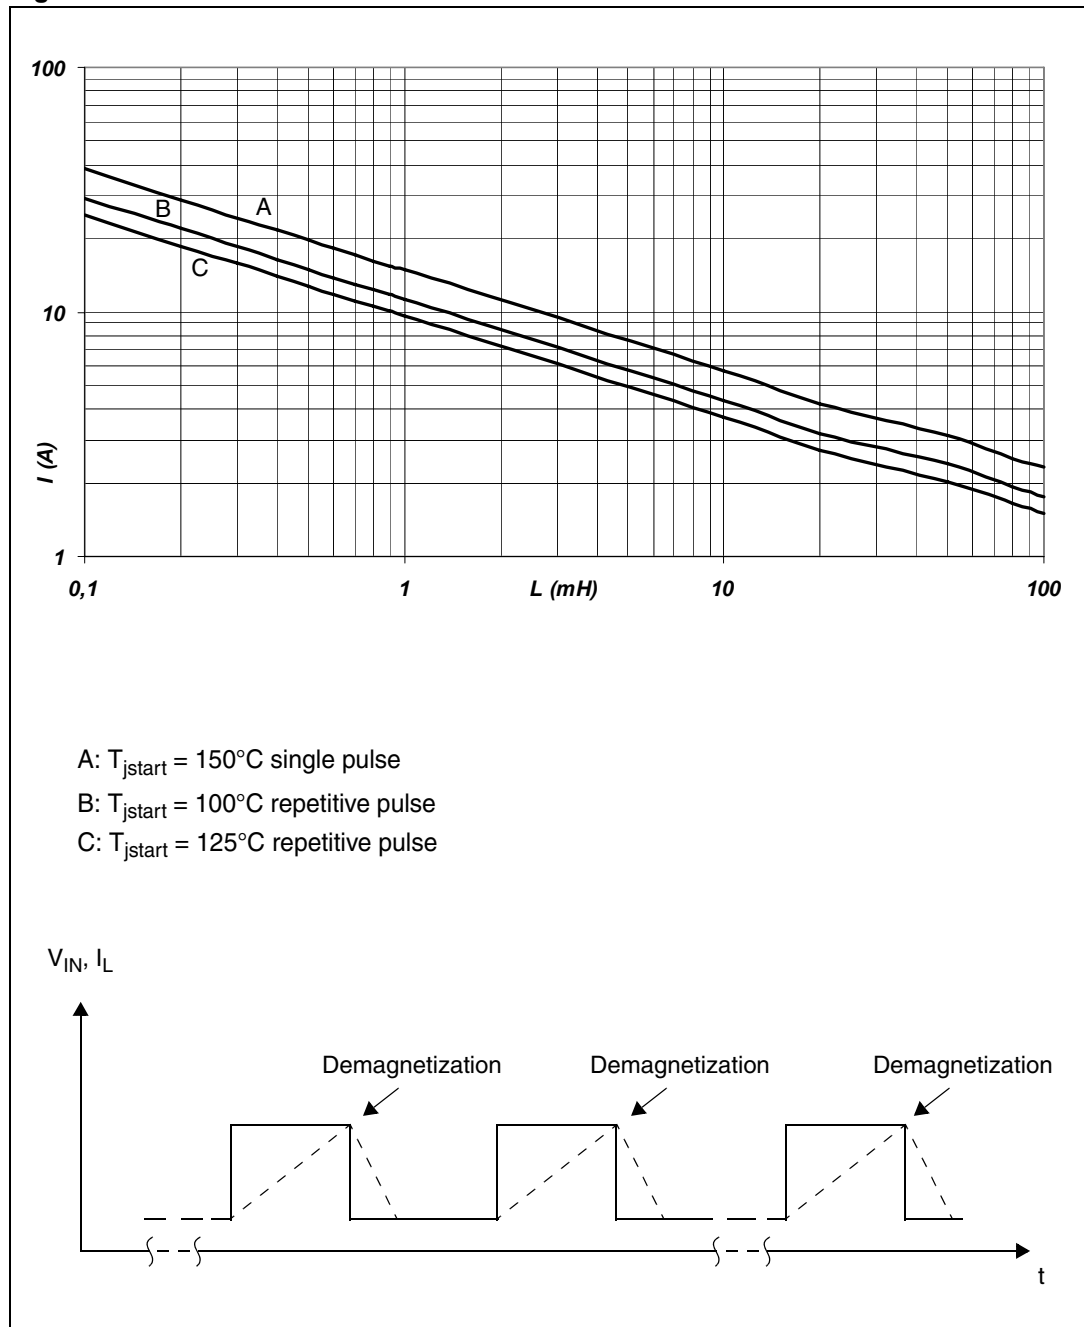 100
B
A
C
10
I (A)
1
0,1
1
L (mH)
10
100
A: Tjstart = 150°C single pulse
B: Tjstart = 100°C repetitive pulse
C: Tjstart = 125°C repetitive pulse
VIN, IL
Demagnetization
Demagnetization
Demagnetization
t